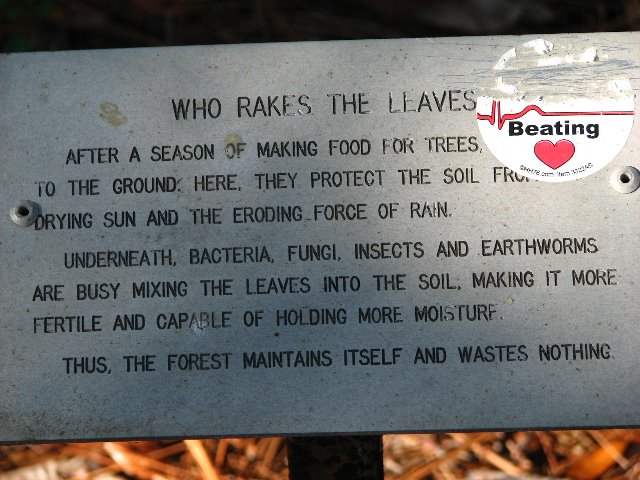 WHO RAKES THE LEAVES
AFTER A SEASON OF MAKING FOOD FOR TREES,
TO THE GROUND. HERE, THEY PROTECT THE SOIL FROM
DRYING SUN AND THE ERODING FORCE OF RAIN.
UNDERNEATH, BACTERIA, FUNGI, INSECTS AND EARTHWORMS
ARE BUSY MIXING THE LEAVES INTO THE SOIL, MAKING IT MORE
FERTILE AND CAPABLE OF HOLDING MORE MOISTURE.
THUS, THE FOREST MAINTAINS ITSELF AND WASTES NOTHING.
Beating